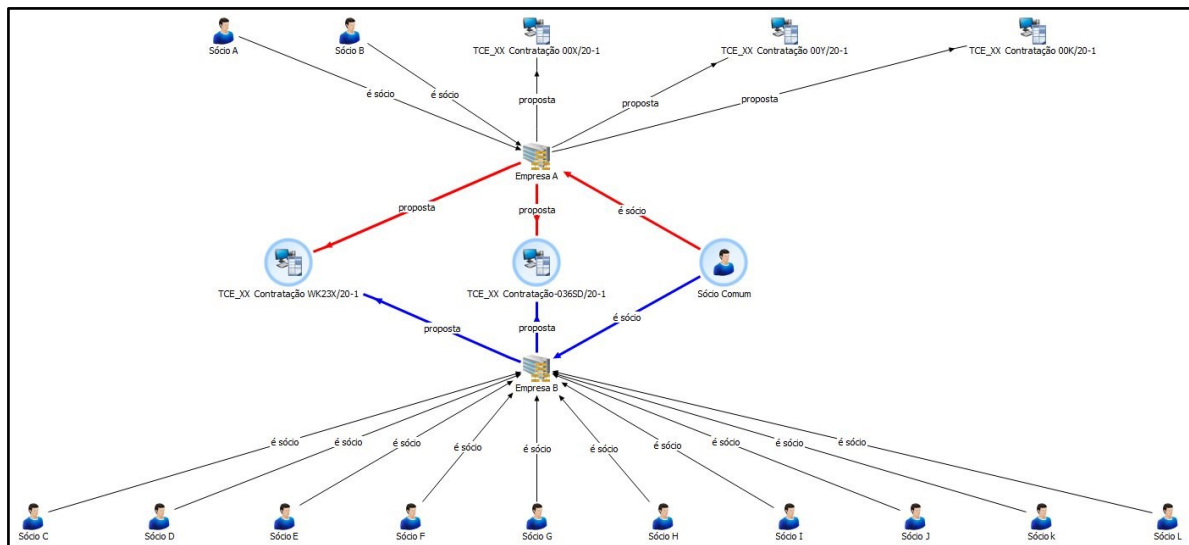 Sócio A
Sócio B
TCE_XX Contratação 00X/20-1
TCE_XX Contratação 00Y/20-1
TCE_XX Contratação 00K/20-1
é sócio
é sócio
proposta
proposta
proposta
Empresa A
proposta
proposta
é sócio
TCE_XX Contratação WK23X/20-1
TCE_XX Contratação-036SD/20-1
Sócio Comum
proposta
proposta
é sócio
Empresa B
é sócio
é sócio
é sócio
é sócio
é sócio
é sócio
é sócio
é sócio
é sócio
é sócio
Sócio C
Sócio D
Sócio E
Sócio F
Sócio G
Sócio H
Sócio I
Sócio J
Sócio k
Sócio L